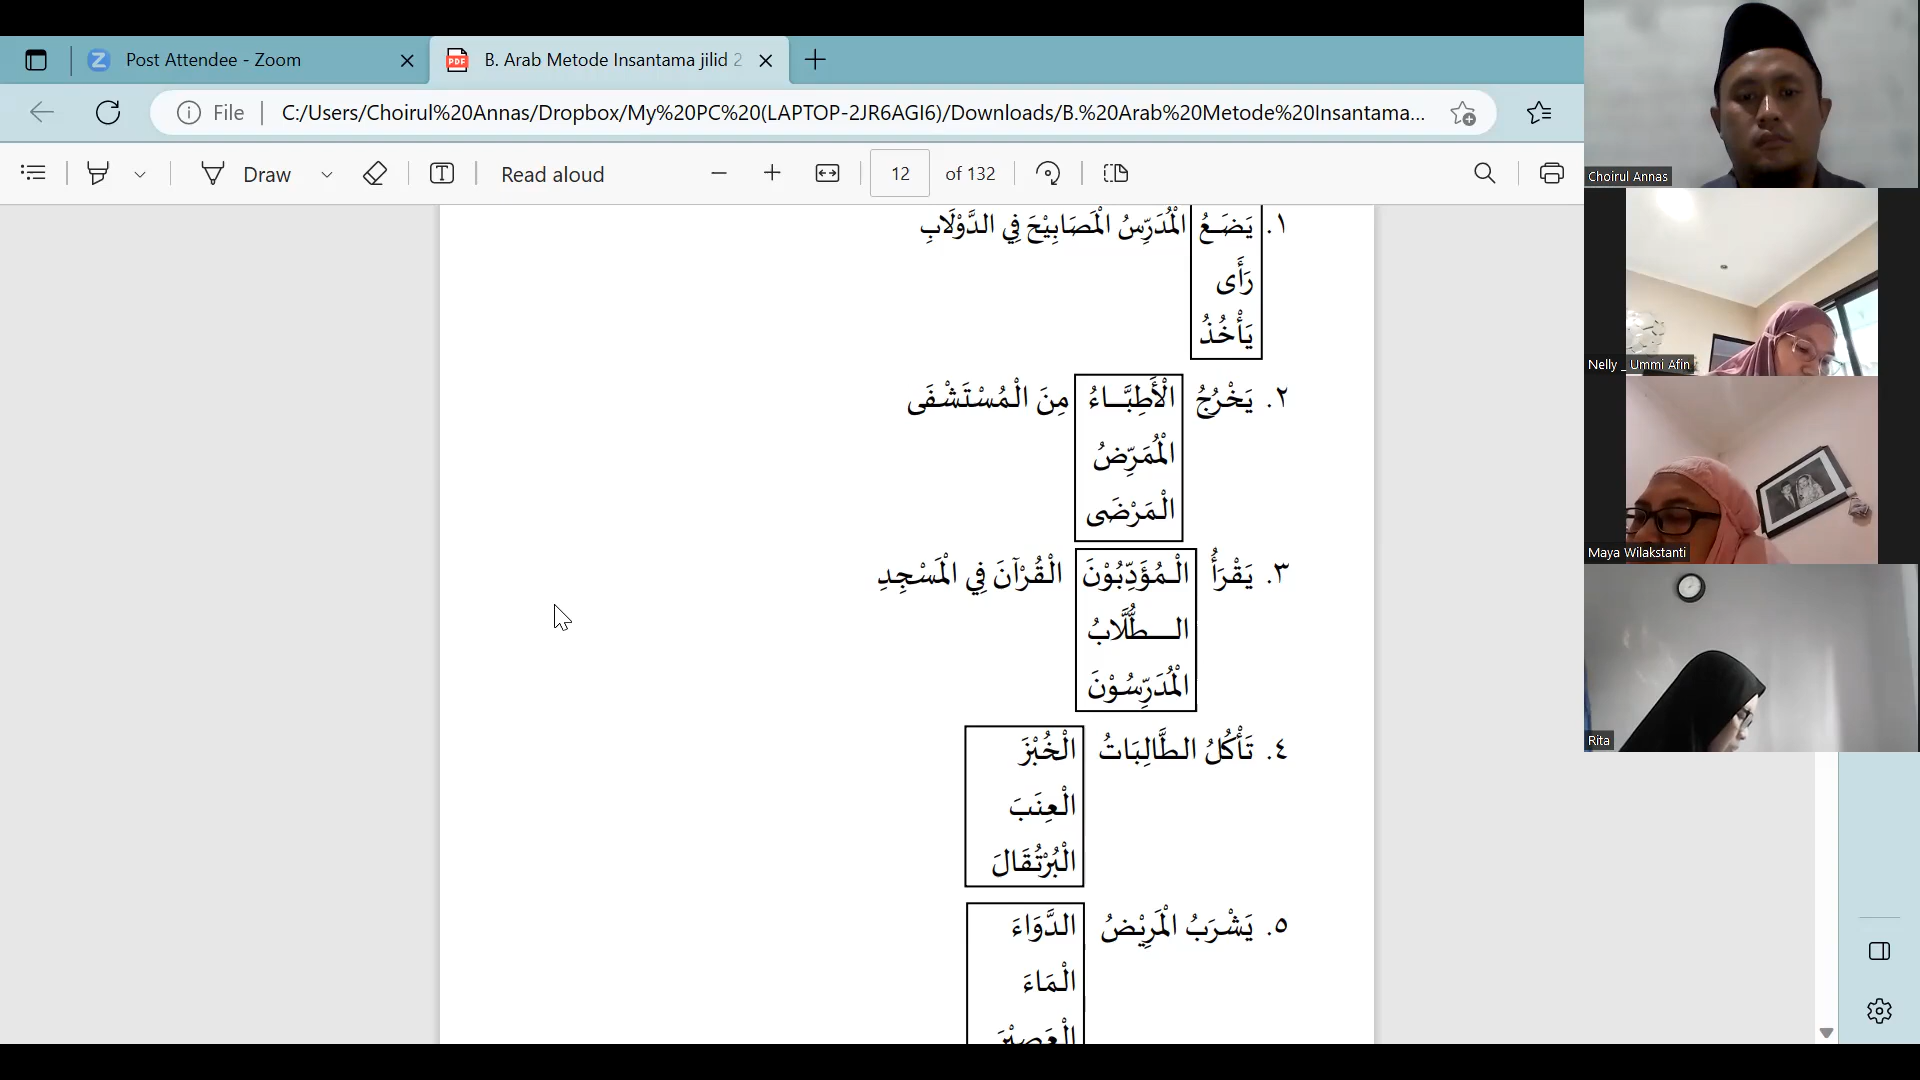 Post Attendee - Zoom
B. Arab Metode Insantama jilid 2
File
C:/Users/Choirul%20Annas/Dropbox/My%20PC%20(LAPTOP-2JR6AGI6)/Downloads/B.%20Arab%20Metode%20Insantama...
Draw
Read aloud
12 of 132
١. يَضَعُ الْمُدَرِّسُ الْمَصَابِيْحَ فِي الدَّوْلَابِ
رَأَى
يَأْخُذُ
٢. يَخْرُجُ الْأَطِبَّاءُ مِنَ الْمُسْتَشْفَى
الْمُمَرِّضُ
الْمَرْضَى
٣. يَقْرَأُ الْمُؤَدِّبُوْنَ الْقُرْآنَ فِي الْمَسْجِدِ
الطُّلَّابُ
الْمُدَرِّسُوْنَ
٤. تَأْكُلُ الطَّالِبَاتُ الْخُبْزَ
الْعِنَبَ
الْبُرْتُقَالَ
٥. يَشْرَبُ الْمَرِيْضُ الدَّوَاءَ
الْمَاءَ
الْعَصِيْرَ
Choirul Annas
Nelly _ Ummi Afin
Maya Wilakstanti
Rita